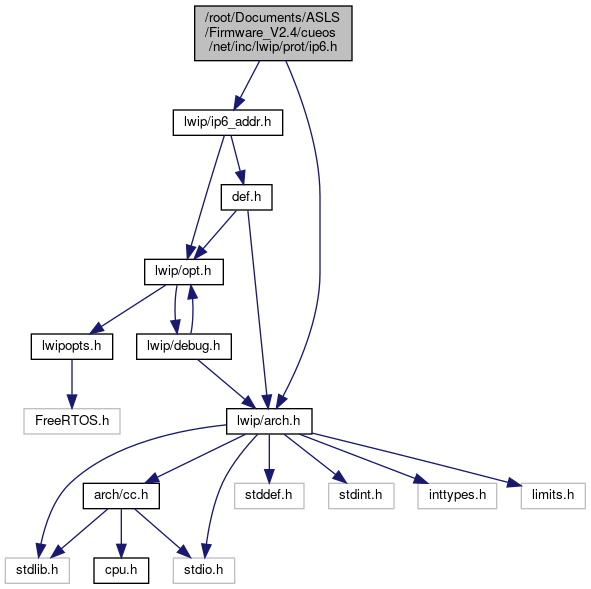 /root/Documents/ASLS
/Firmware_V2.4/cueos
/net/inc/lwip/prot/ip6.h
lwip/ip6_addr.h
def.h
lwip/opt.h
lwipopts.h
lwip/debug.h
FreeRTOS.h
lwip/arch.h
arch/cc.h
stddef.h
stdint.h
inttypes.h
limits.h
stdlib.h
cpu.h
stdio.h